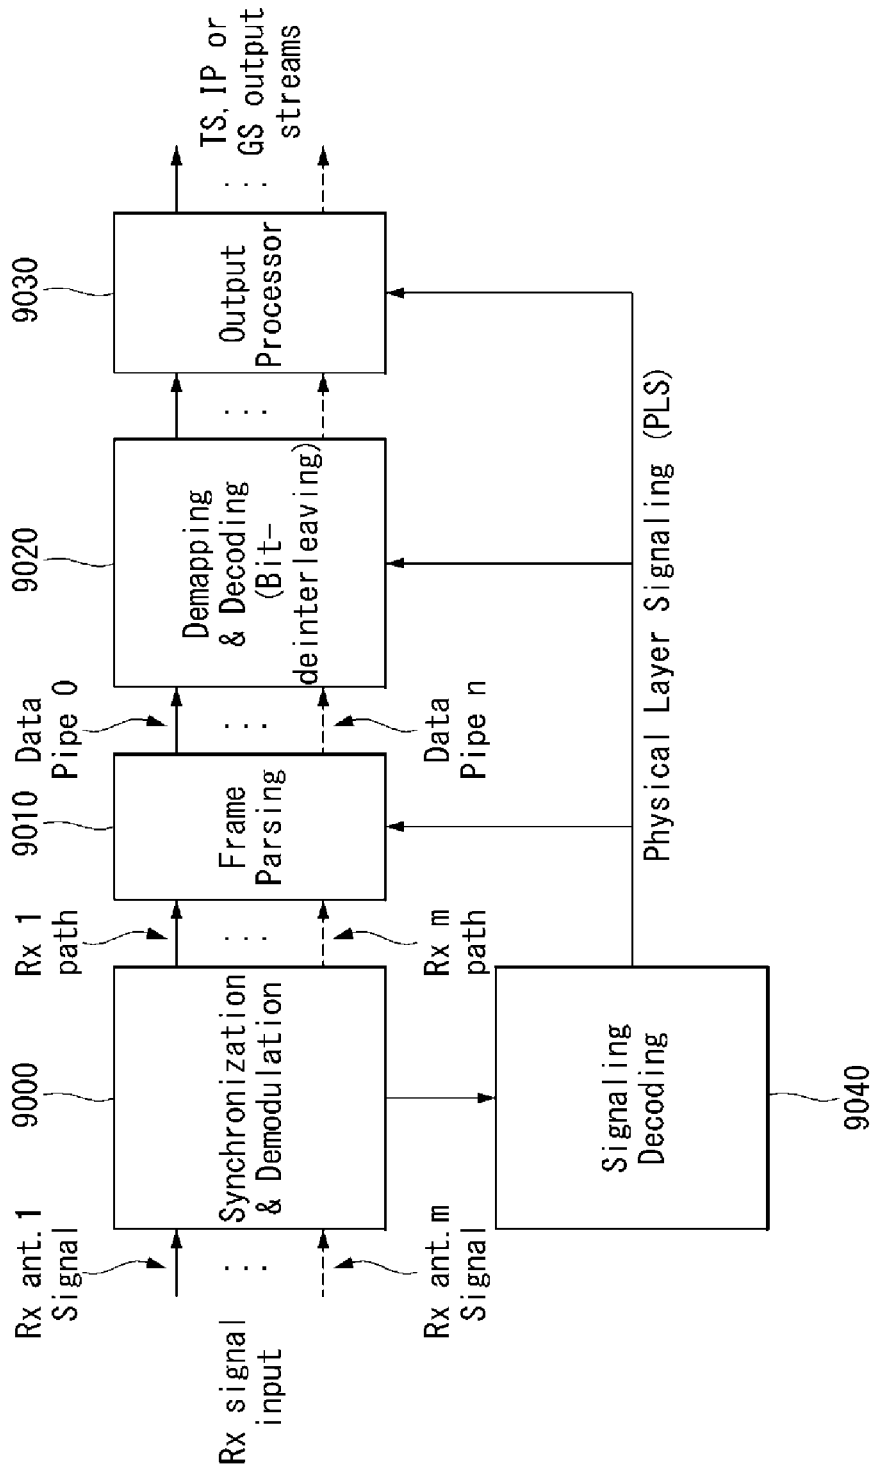 Rx signal
input
Rx ant.1
Signal
Rx ant.m
Signal
9000
Synchronization
& Demodulation
Rx 1
path
Rx m
path
9010
Frame
Parsing
Data
Pipe 0
Data
Pipe n
9020
Demapping
& Decoding
(Bit-
deinterleaving)
9030
Output
Processor
TS, IP or
GS output
streams
Signaling
Decoding
9040
Physical Layer Signaling (PLS)